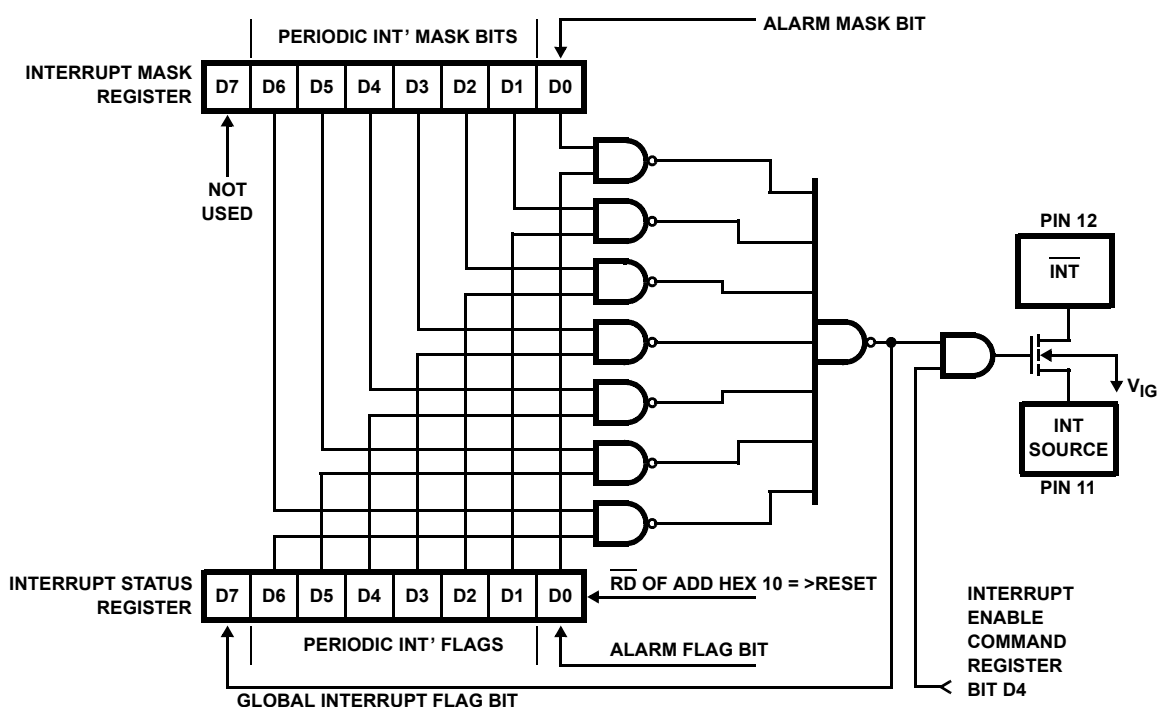 PERIODIC INT' MASK BITS
ALARM MASK BIT
INTERRUPT MASK
REGISTER
D7 D6 D5 D4 D3 D2 D1 D0
NOT
USED
PIN 12
INT
VIG
INT
SOURCE
PIN 11
INTERRUPT STATUS
REGISTER
D7 D6 D5 D4 D3 D2 D1 D0
RD OF ADD HEX 10 = >RESET
PERIODIC INT' FLAGS
ALARM FLAG BIT
GLOBAL INTERRUPT FLAG BIT
INTERRUPT
ENABLE
COMMAND
REGISTER
BIT D4